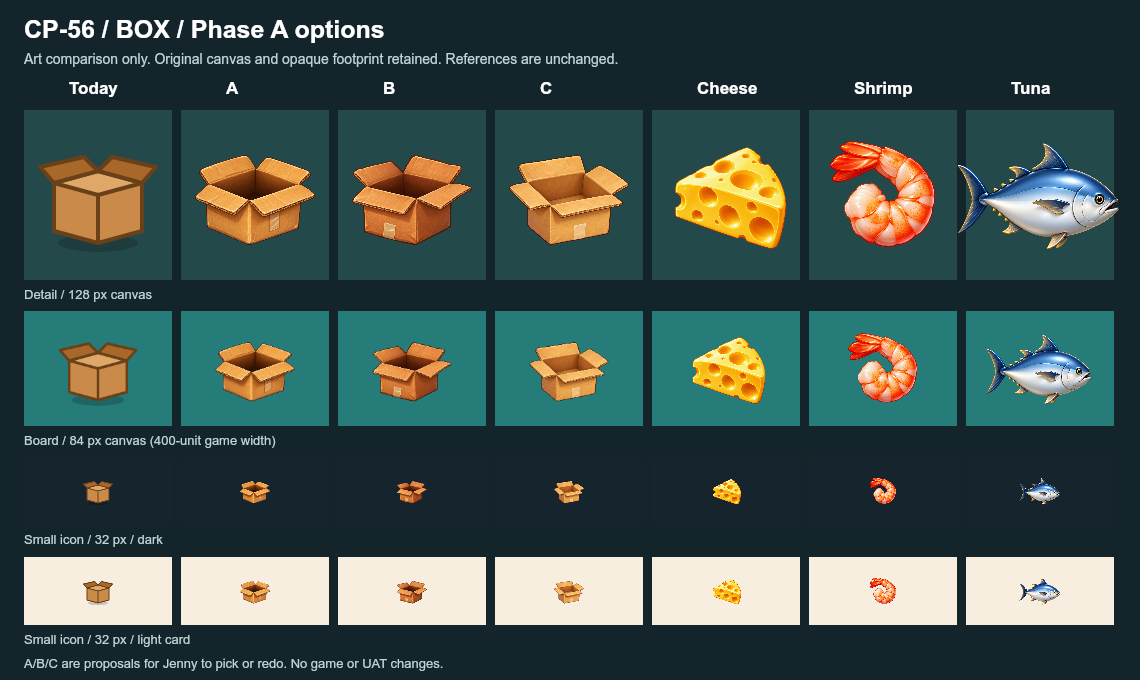 CP-56 / BOX / Phase A options
Art comparison only. Original canvas and opaque footprint retained. References are unchanged.
Today A B C Cheese Shrimp Tuna
Detail / 128 px canvas
Board / 84 px canvas (400-unit game width)
Small icon / 32 px / dark
Small icon / 32 px / light card
A/B/C are proposals for Jenny to pick or redo. No game or UAT changes.